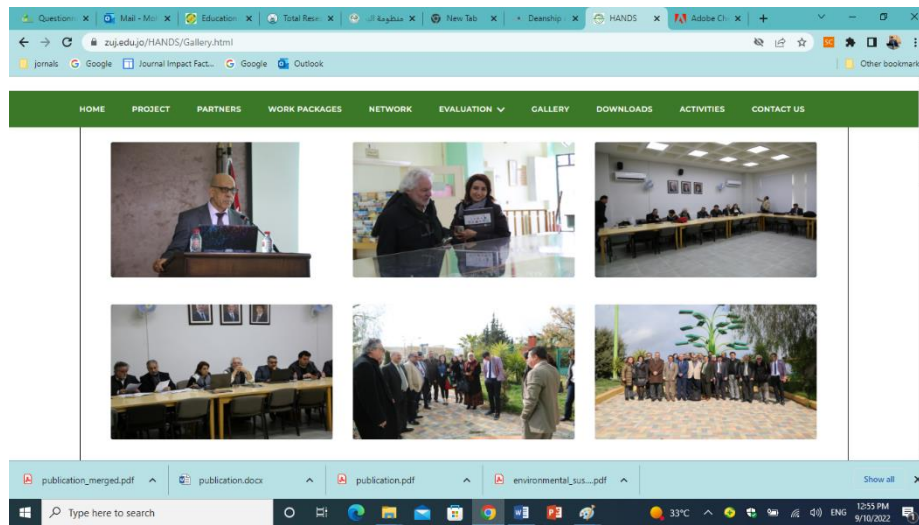 Question
Mail - Mo
Education
Total Rese
منظومة ال
New Tab
Deanship
HANDS
Adobe
zuj.edu.jo/HANDS/Gallery.html
jornals
Google
Journal Impact Fact...
Google
Outlook
Other bookmark
HOME PROJECT PARTNERS WORK PACKAGES NETWORK EVALUATION GALLERY DOWNLOADS ACTIVITIES CONTACT US
publication_merged.pdf
publication.docx
publication.pdf
environmental_sus....pdf
Show all
Type here to search
33°C
ENG
12:55 PM
9/10/2022